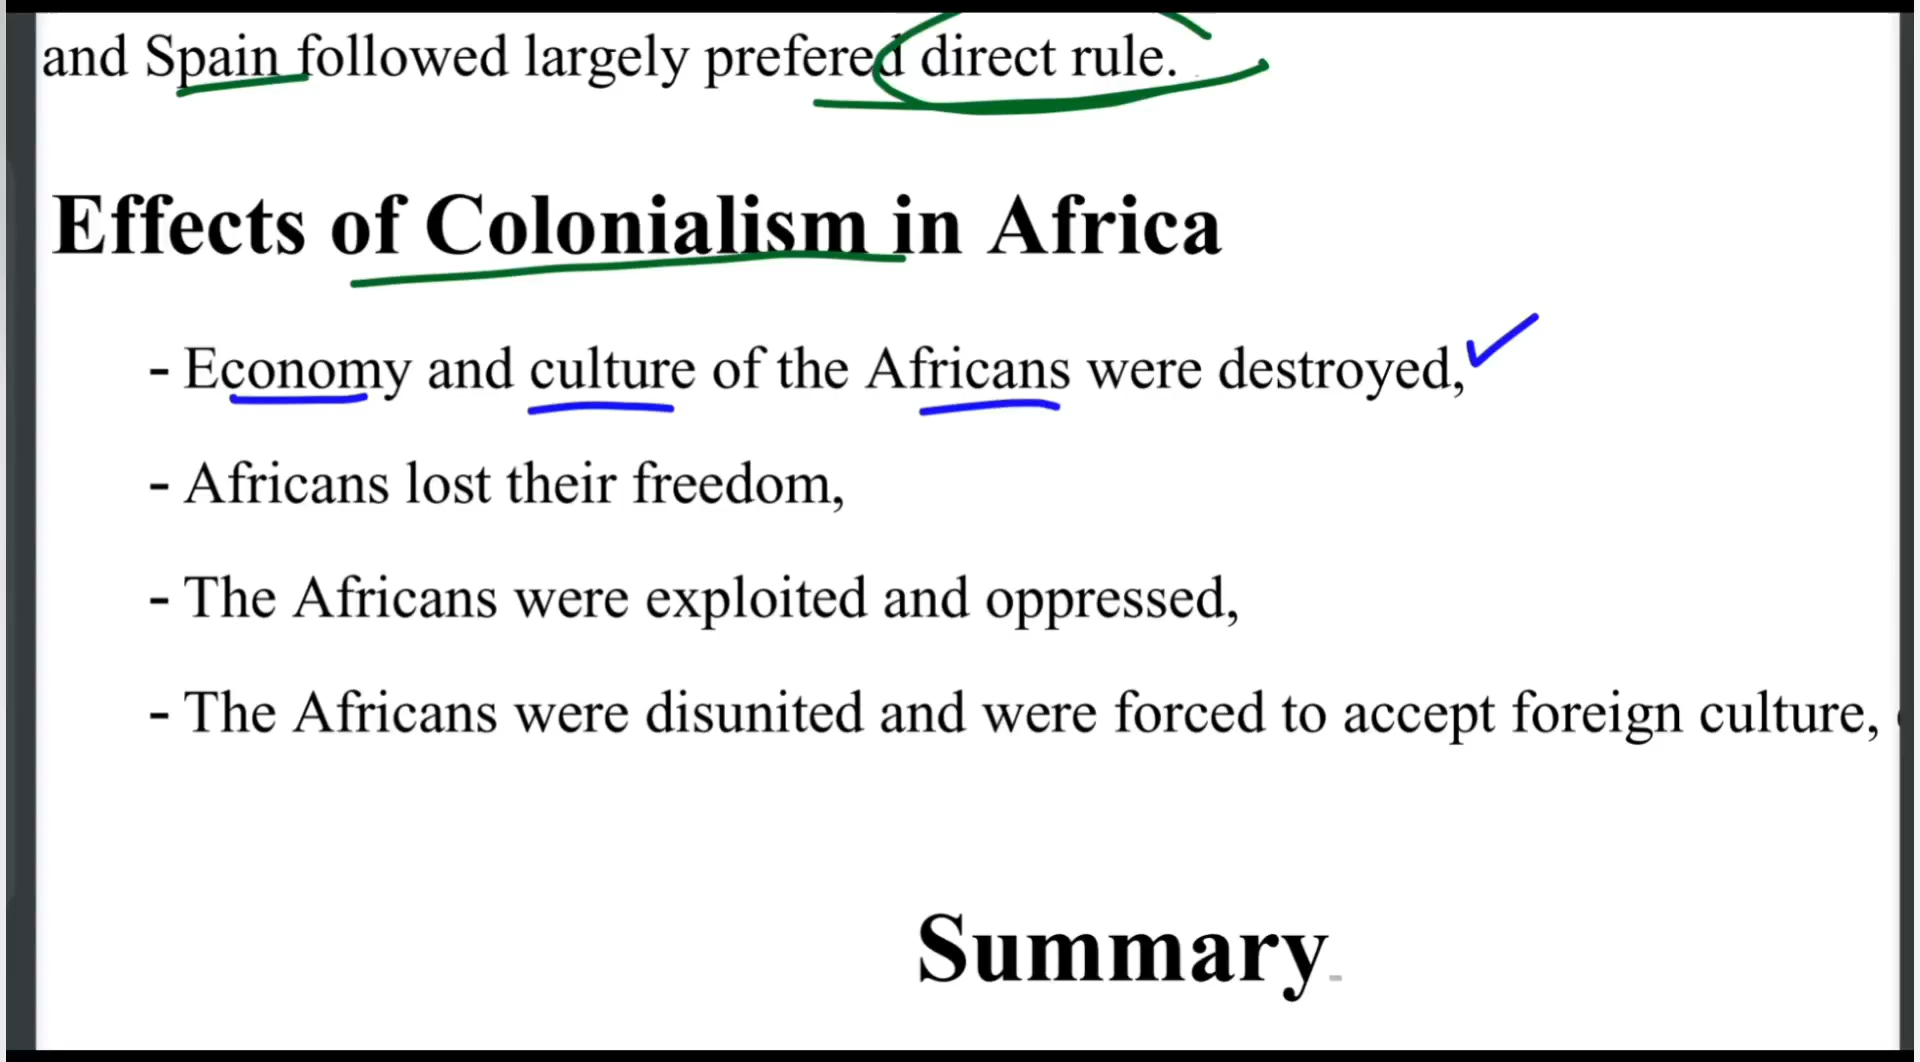 and Spain followed largely prefered direct rule.
Effects of Colonialism in Africa
- Economy and culture of the Africans were destroyed,
- Africans lost their freedom,
- The Africans were exploited and oppressed,
- The Africans were disunited and were forced to accept foreign culture,
Summary